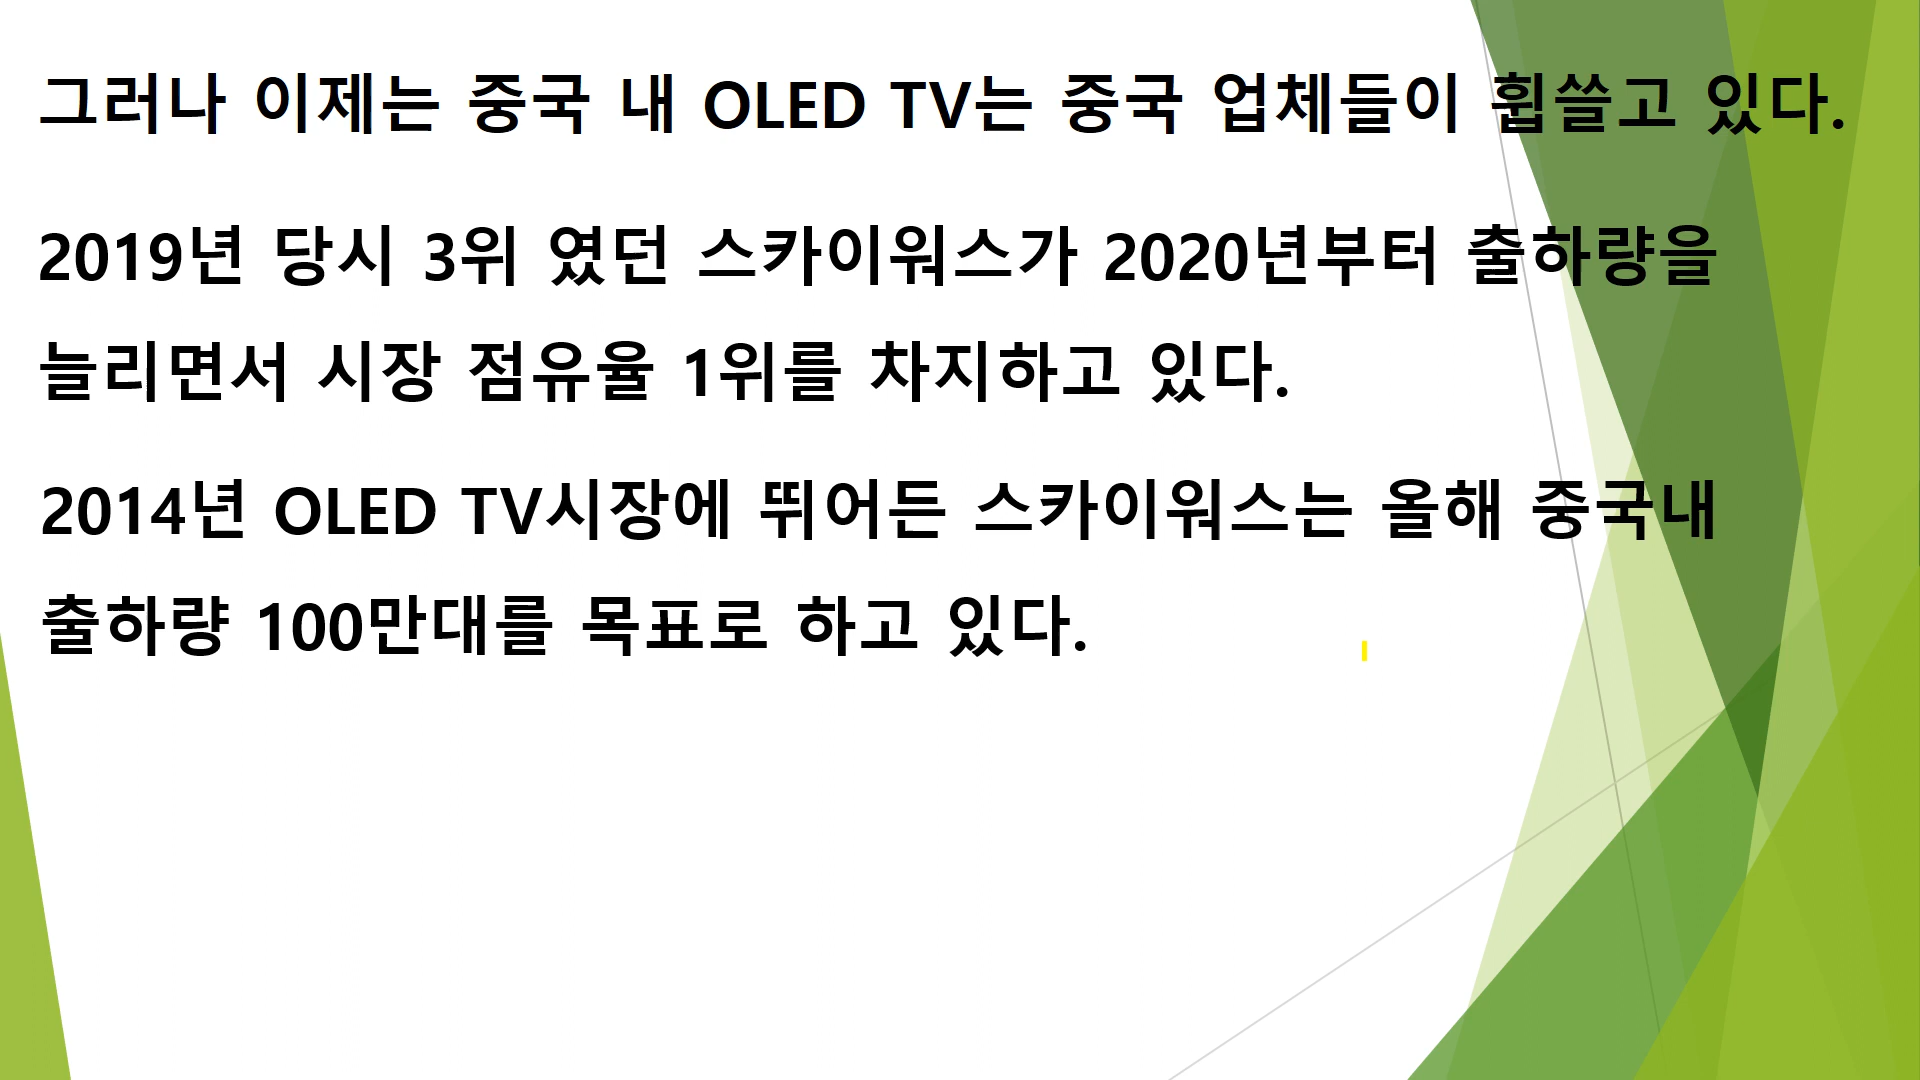 그러나 이제는 중국 내 OLED TV는 중국 업체들이 휩쓸고 있다.
2019년 당시 3위 였던 스카이워스가 2020년부터 출하량을
늘리면서 시장 점유율 1위를 차지하고 있다.
2014년 OLED TV시장에 뛰어든 스카이워스는 올해 중국내
출하량 100만대를 목표로 하고 있다.